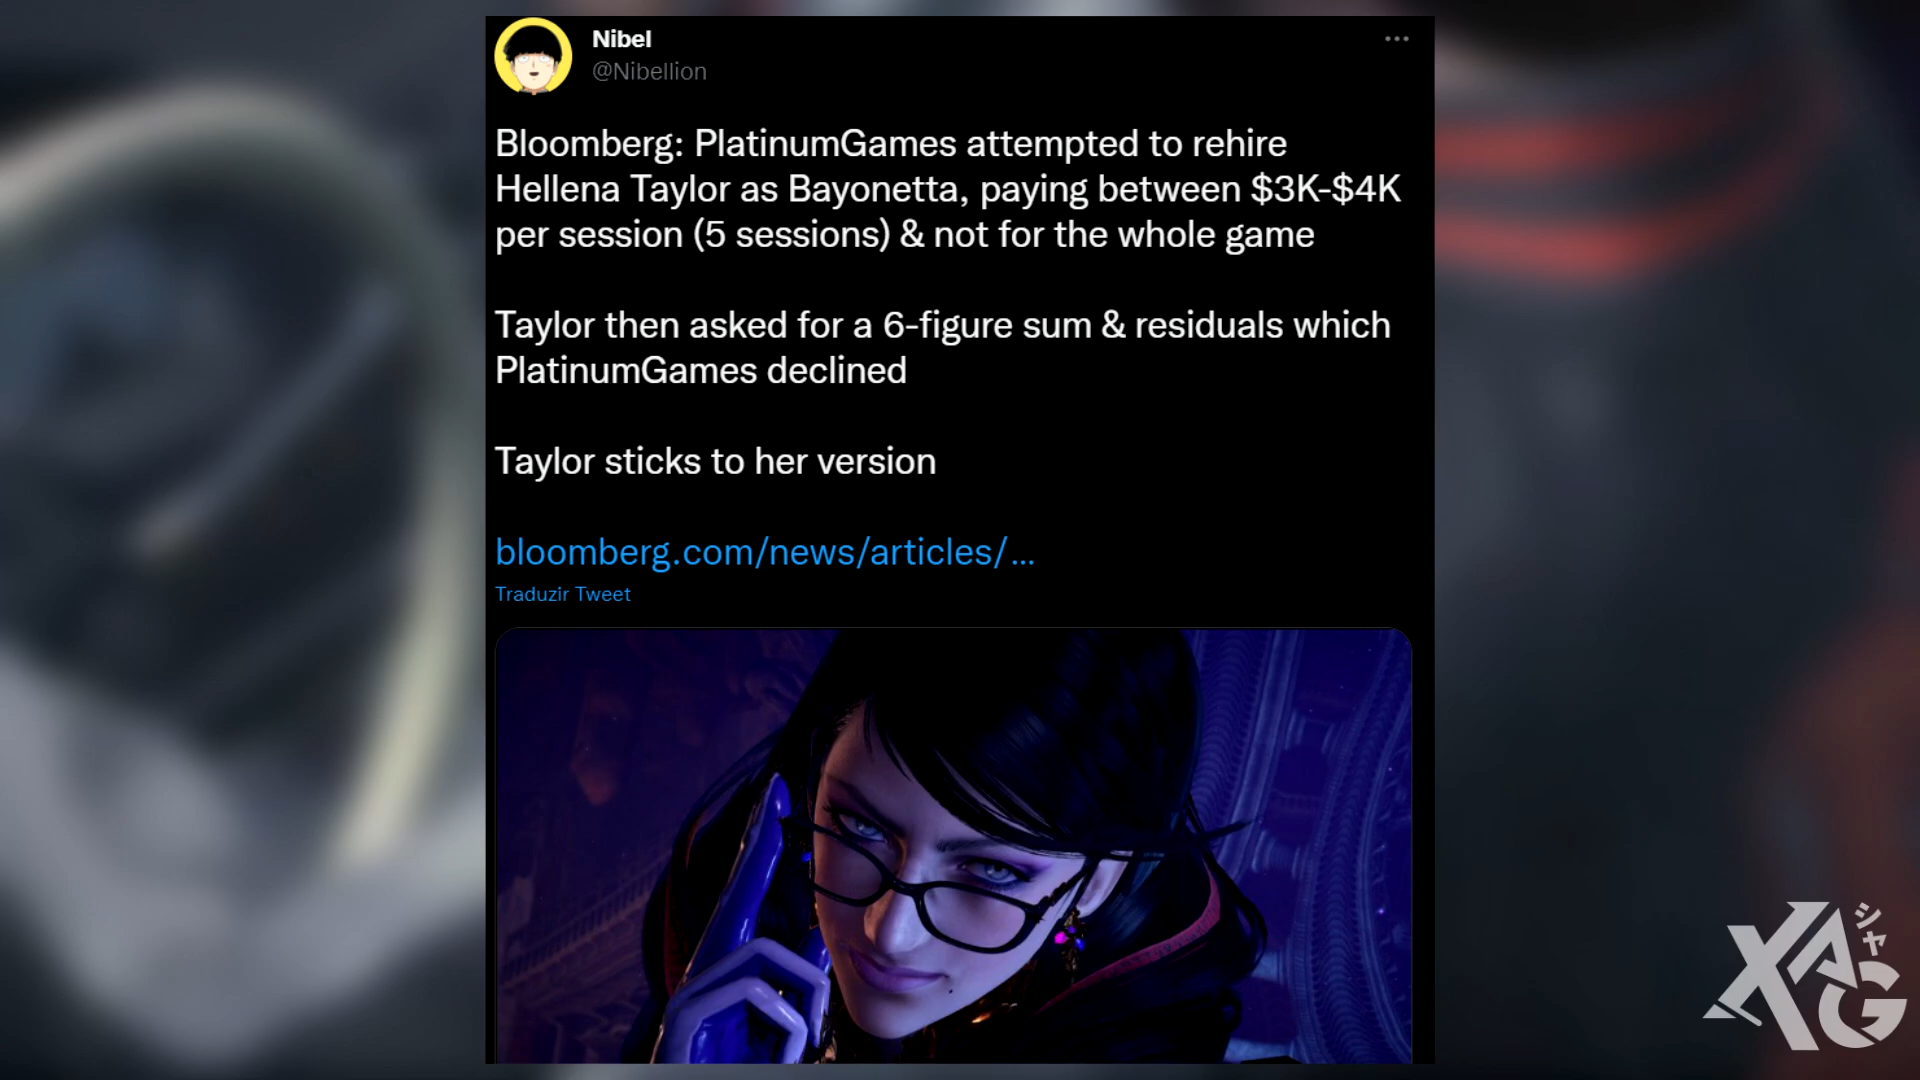 Nibel
@Nibellion
Bloomberg: PlatinumGames attempted to rehire
Hellena Taylor as Bayonetta, paying between $3K-$4K
per session (5 sessions) & not for the whole game
Taylor then asked for a 6-figure sum & residuals which
PlatinumGames declined
Taylor sticks to her version
bloomberg.com/news/articles/...
Traduzir Tweet
XAG
シャ